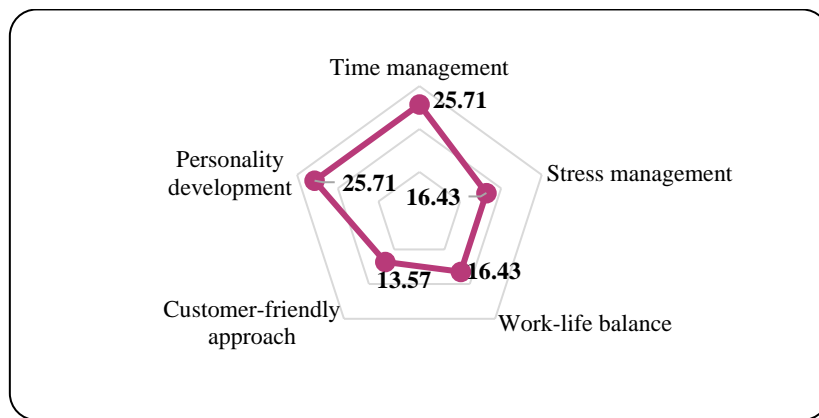 Time management
25.71
Personality
development
25.71
16.43
Stress management
13.57
16.43
Customer-friendly
approach
Work-life balance